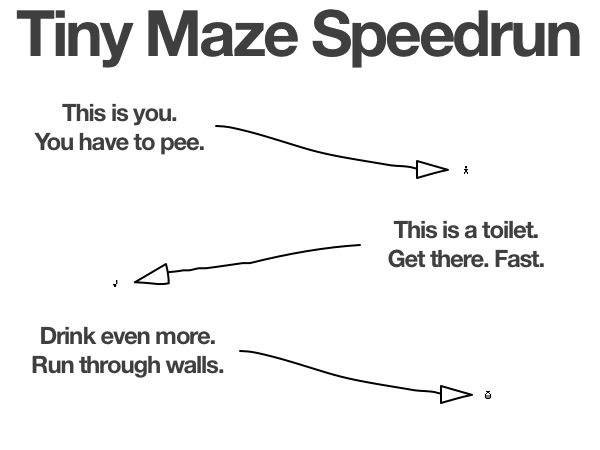 Tiny Maze Speedrun
This is you.
You have to pee.
This is a toilet.
Get there. Fast.
Drink even more.
Run through walls.